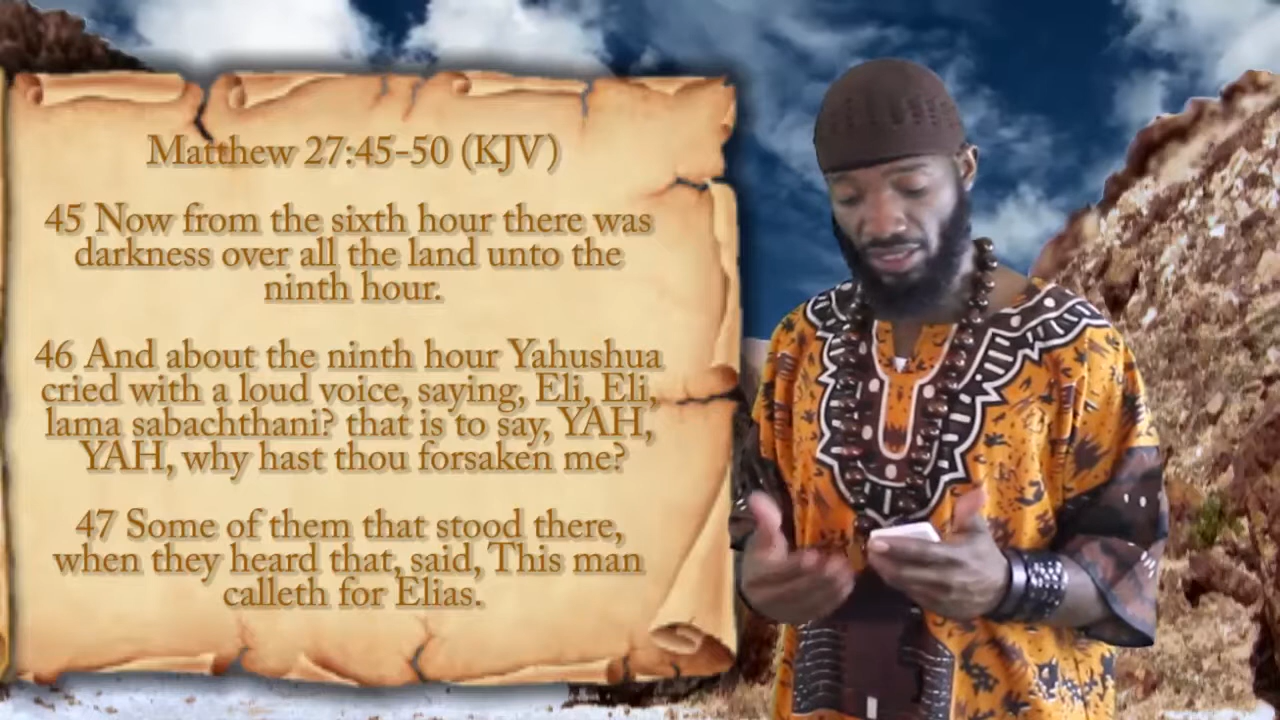 Matthew 27:45-50 (KJV)
45 Now from the sixth hour there was
darkness over all the land unto the
ninth hour.
46 And about the ninth hour Yahushua
cried with a loud voice, saying, Eli, Eli,
lama sabachthani? that is to say, YAH,
YAH, why hast thou forsaken me?
47 Some of them that stood there,
when they heard that, said, This man
calleth for Elias.